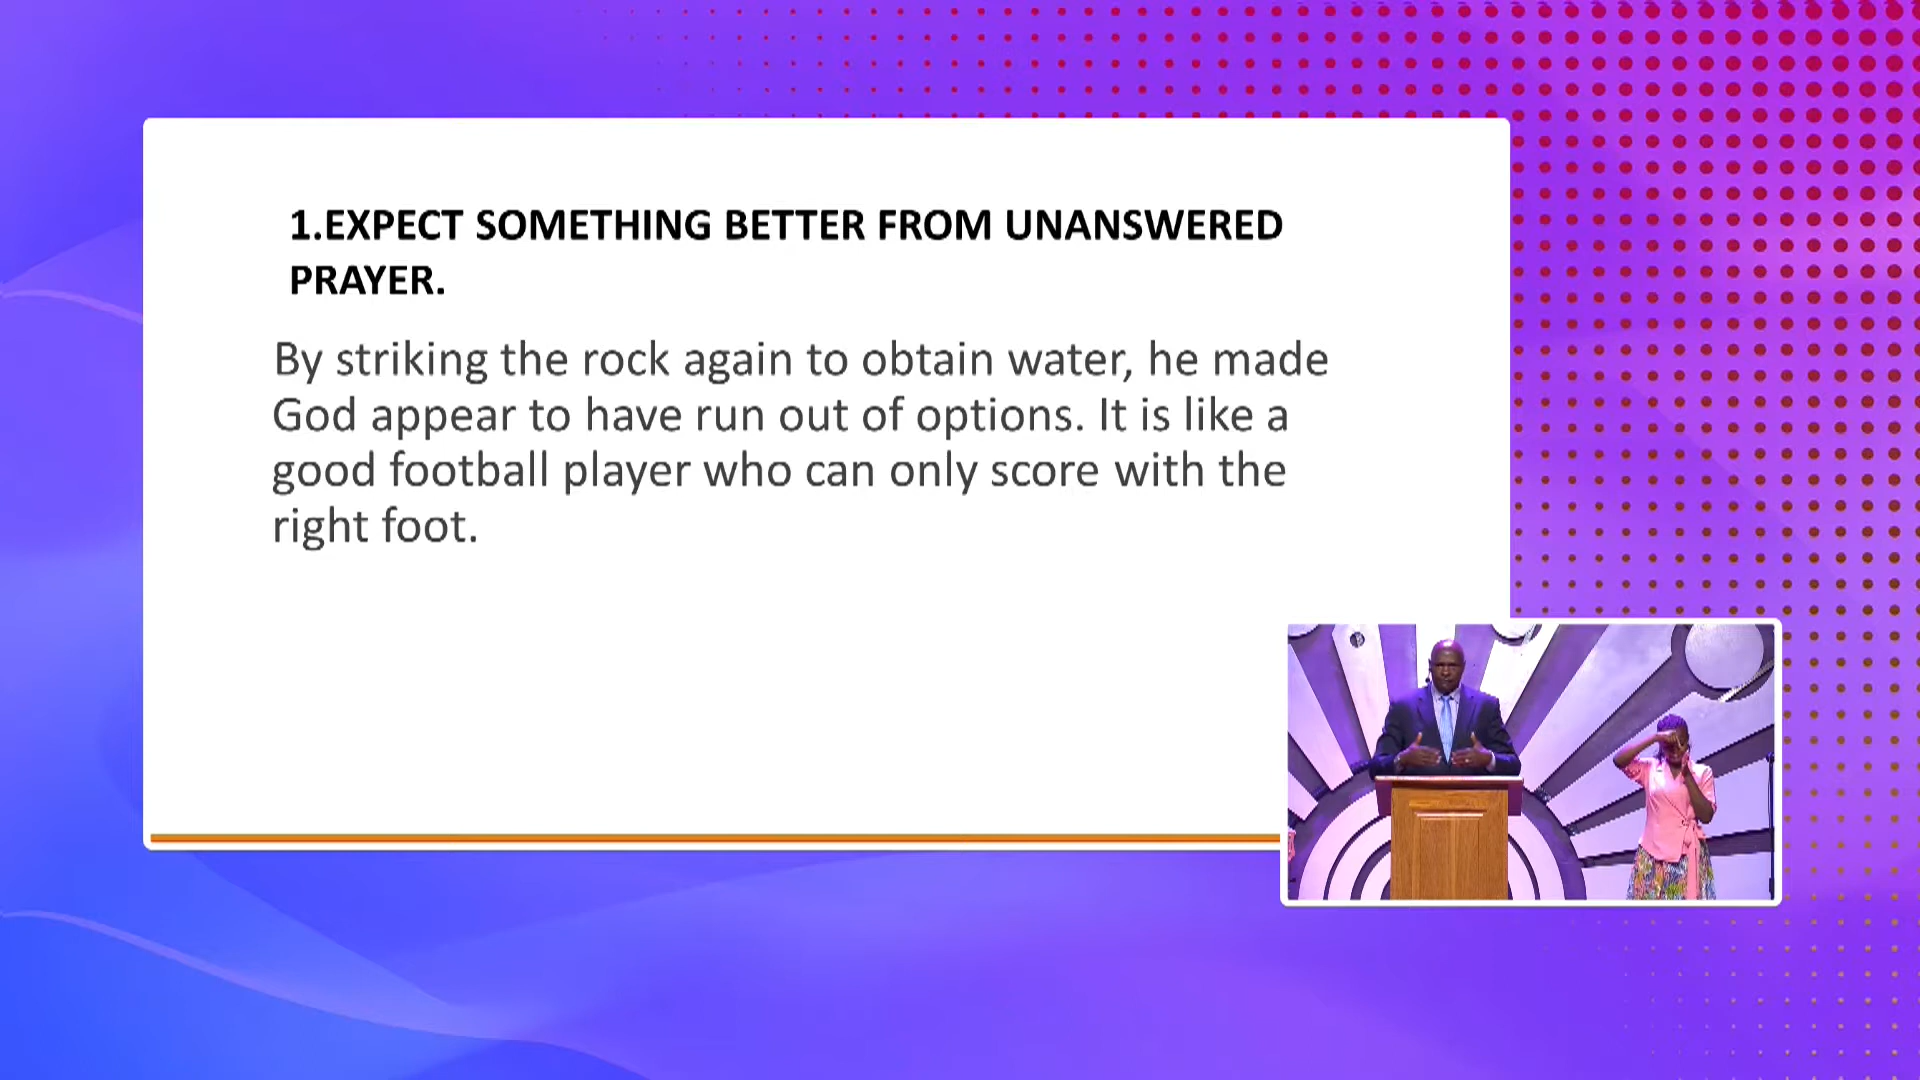 1.EXPECT SOMETHING BETTER FROM UNANSWERED
PRAYER.
By striking the rock again to obtain water, he made
God appear to have run out of options. It is like a
good football player who can only score with the
right foot.